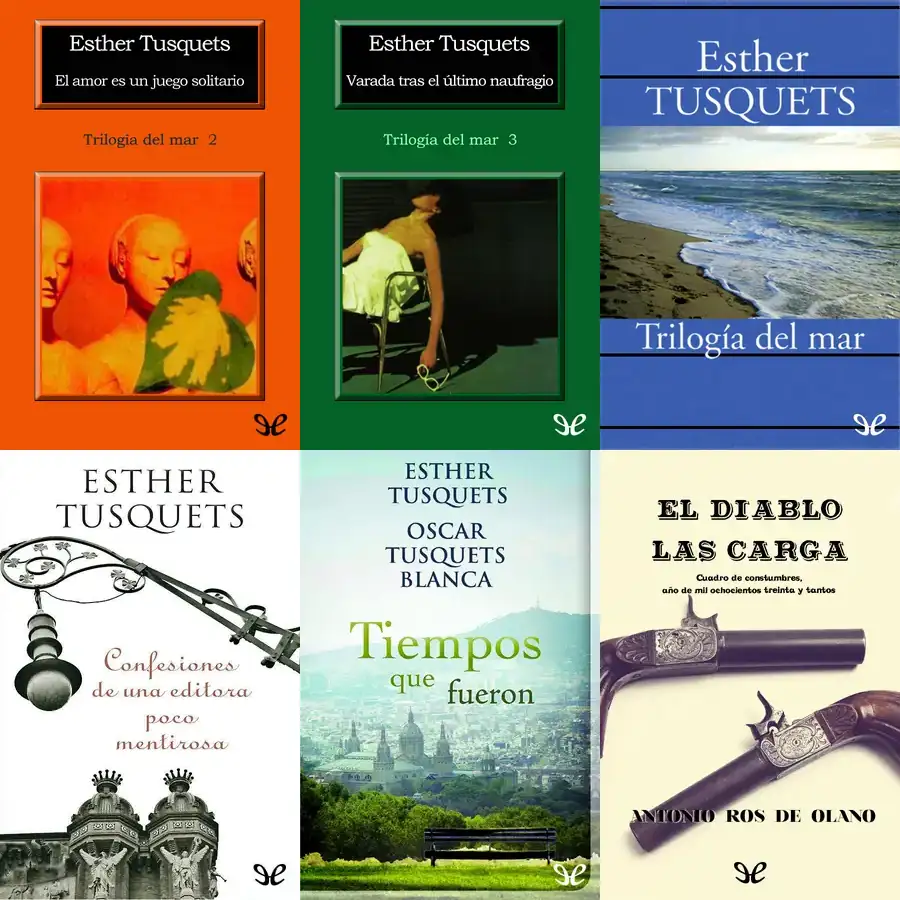 Esther Tusquets
El amor es un juego solitario
Trilogia del mar 2
Esther Tusquets
Varada tras el último naufragio
Trilogía del mar 3
Esther
TUSQUETS
Trilogía del mar
ESTHER
TUSQUETS
Confesiones
de una editora
poco
mentirosa
ESTHER
TUSQUETS
OSCAR
TUSQUETS
BLANCA
Tiempos
que
fueron
EL DIABLO
LAS CARGA
Cuadro de constumbres,
año de mil ochocientos treinta y tantos
ANTONIO ROS DE OLANO